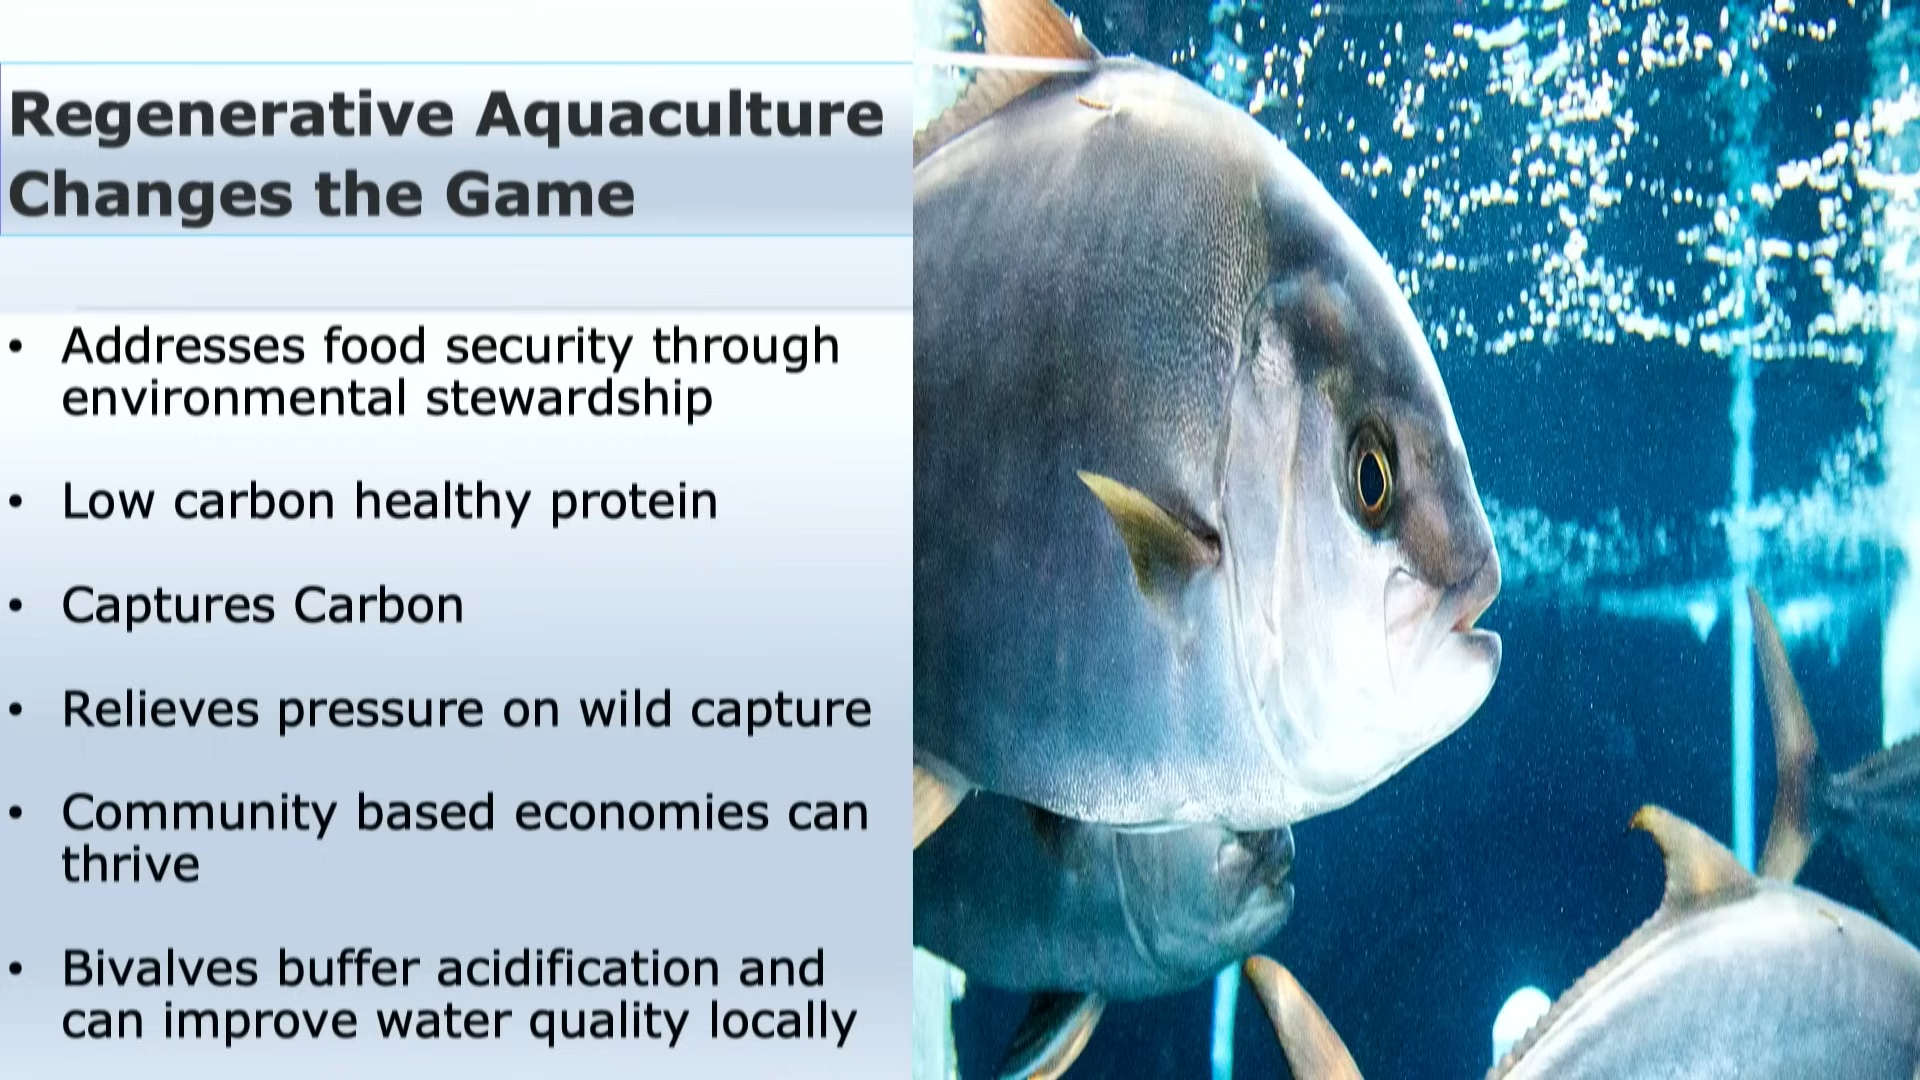 Regenerative Aquaculture
Changes the Game
• Addresses food security through
environmental stewardship
• Low carbon healthy protein
• Captures Carbon
• Relieves pressure on wild capture
• Community based economies can
thrive
• Bivalves buffer acidification and
can improve water quality locally